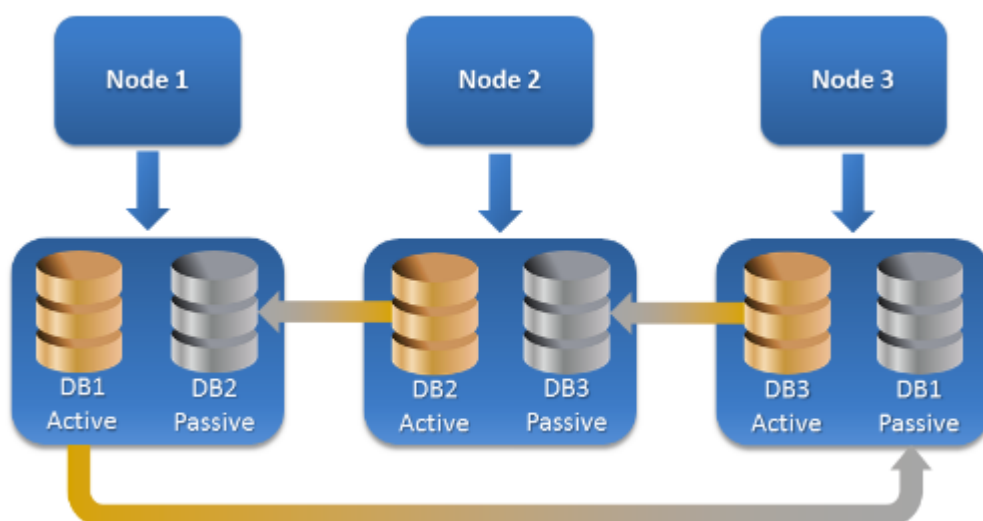 Node 1
Node 2
Node 3
DB1
Active
DB2
Passive
DB2
Active
DB3
Passive
DB3
Active
DB1
Passive